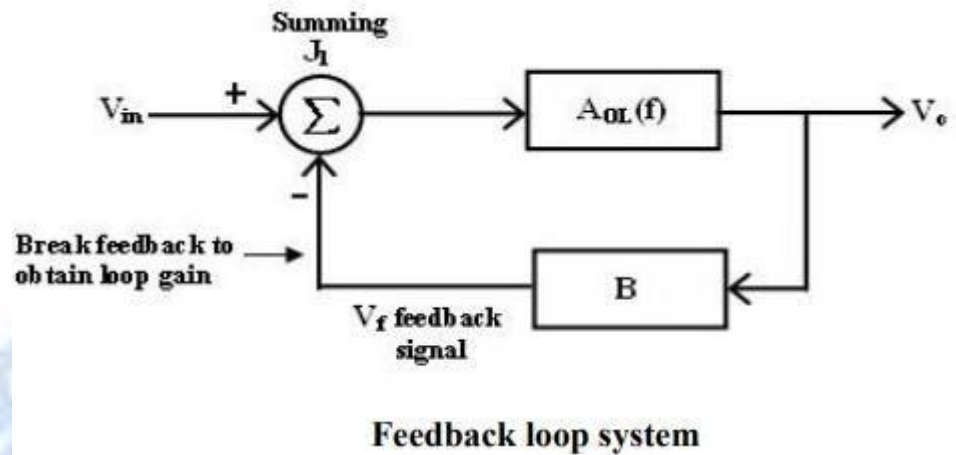 Summing
J1
+
Vin
Σ
AOL(f)
Vo
-
Break feedback to
obtain loop gain
B
Vf feedback
signal
Feedback loop system